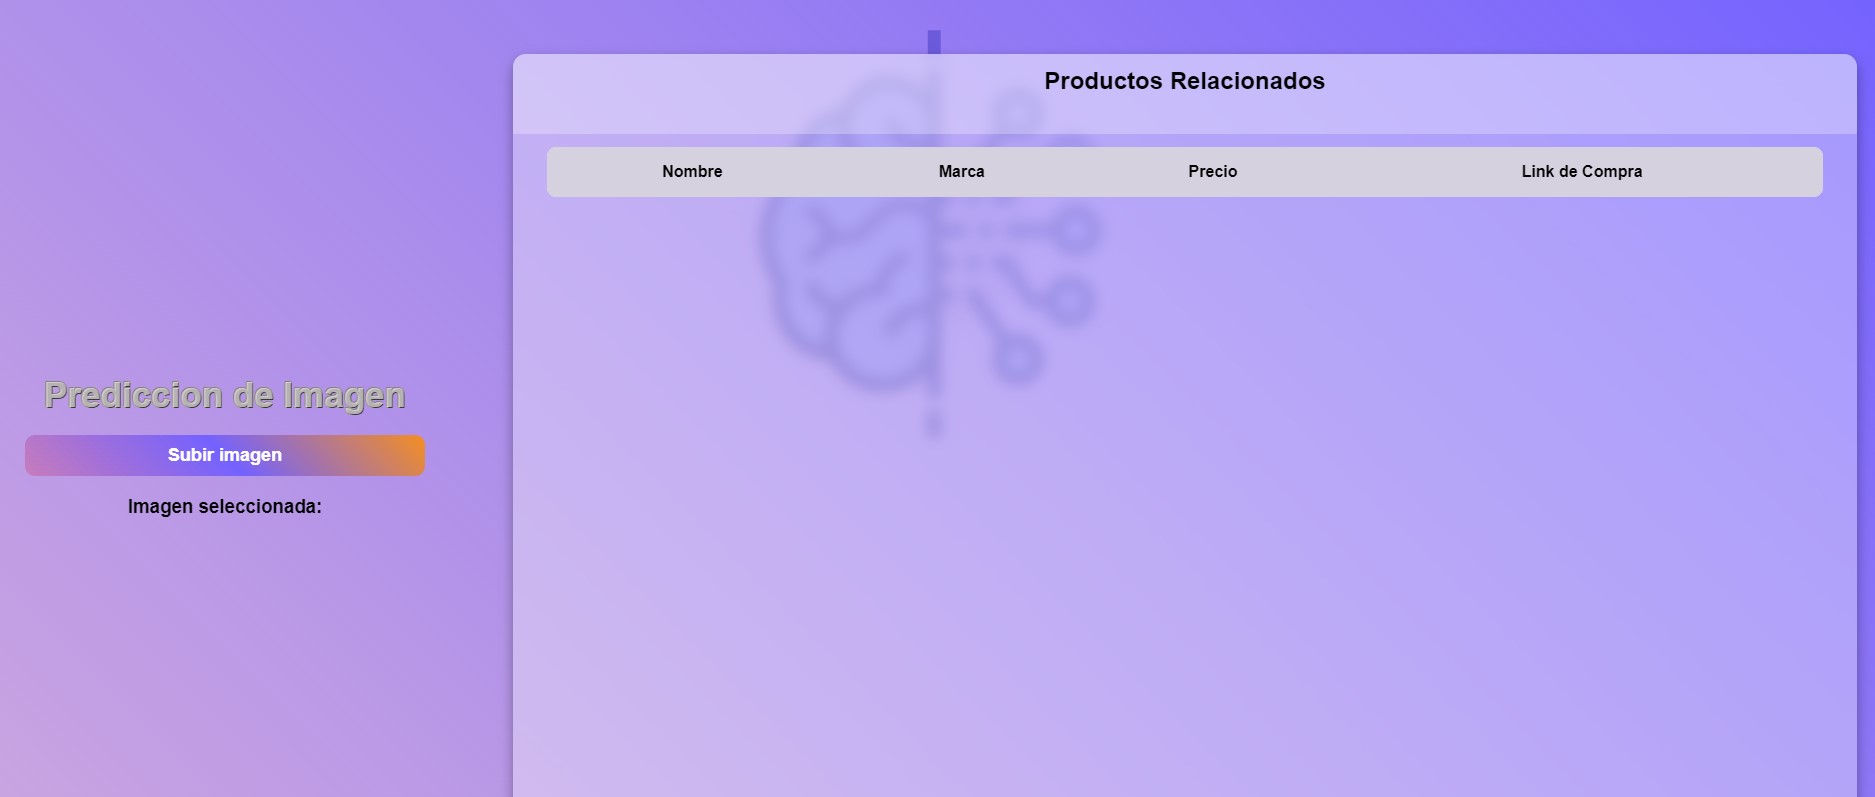 Productos Relacionados
Nombre Marca Precio Link de Compra
Prediccion de Imagen
Subir imagen
Imagen seleccionada: